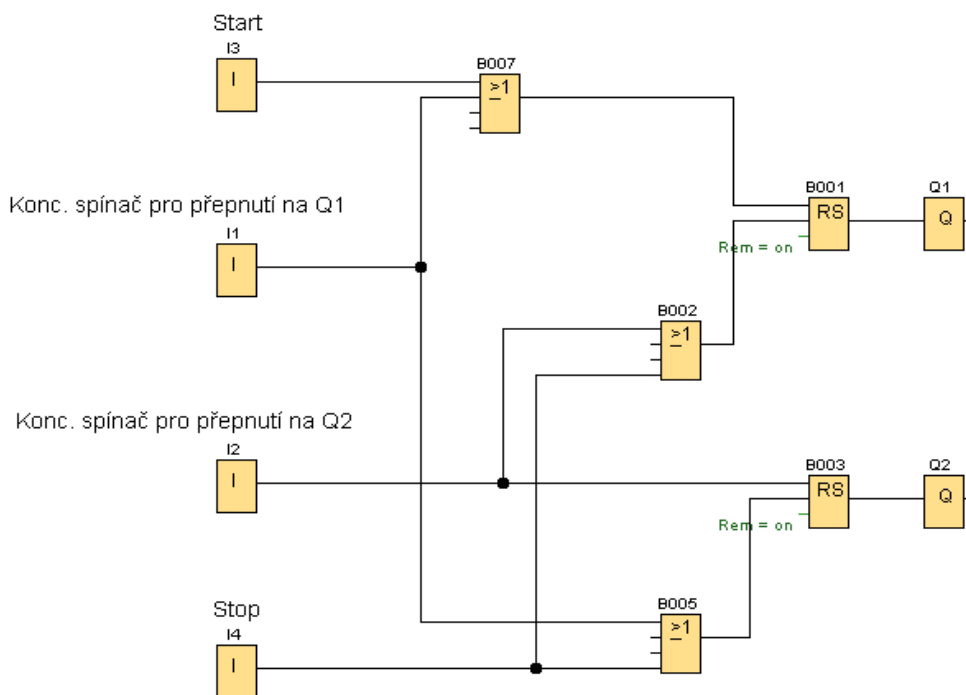 Start
I3
I
B007
≥1
Konc. spínač pro přepnutí na Q1
I1
I
B001
RS
Rem = on
Q1
Q
B002
≥1
Konc. spínač pro přepnutí na Q2
I2
I
B003
RS
Rem = on
Q2
Q
Stop
I4
I
B005
≥1